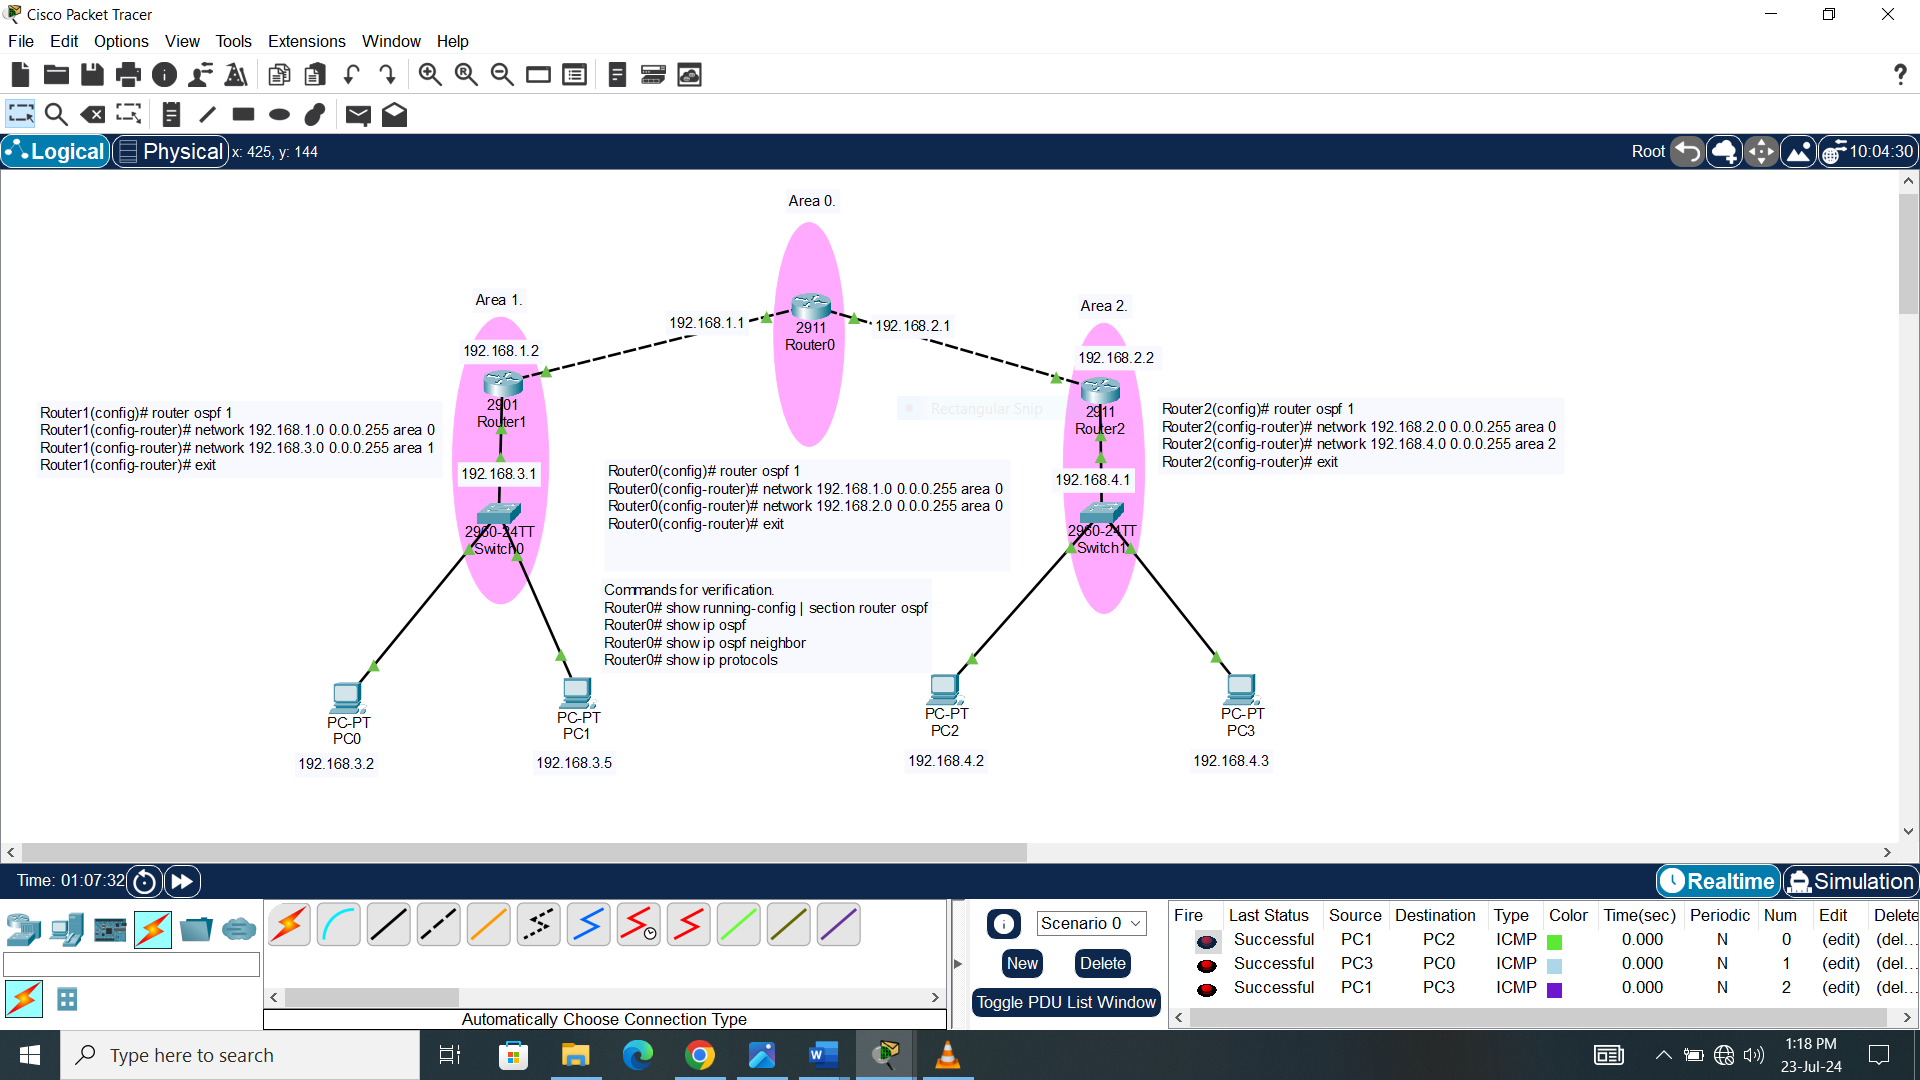 Cisco Packet Tracer
File Edit Options View Tools Extensions Window Help
?
Logical Physical x: 425, y: 144 Root 10:04:30
Area 0.
Area 1.
Area 2.
192.168.1.1
192.168.2.1
2911
Router0
192.168.1.2
192.168.2.2
2901
Router1
2911
Router2
Rectangular Snip
Router1(config)# router ospf 1
Router1(config-router)# network 192.168.1.0 0.0.0.255 area 0
Router1(config-router)# network 192.168.3.0 0.0.0.255 area 1
Router1(config-router)# exit
Router2(config)# router ospf 1
Router2(config-router)# network 192.168.2.0 0.0.0.255 area 0
Router2(config-router)# network 192.168.4.0 0.0.0.255 area 2
Router2(config-router)# exit
192.168.3.1
192.168.4.1
Router0(config)# router ospf 1
Router0(config-router)# network 192.168.1.0 0.0.0.255 area 0
Router0(config-router)# network 192.168.2.0 0.0.0.255 area 0
Router0(config-router)# exit
2960-24TT
Switch0
2960-24TT
Switch1
Commands for verification.
Router0# show running-config | section router ospf
Router0# show ip ospf
Router0# show ip ospf neighbor
Router0# show ip protocols
PC-PT
PC0
PC-PT
PC1
PC-PT
PC2
PC-PT
PC3
192.168.3.2
192.168.3.5
192.168.4.2
192.168.4.3
Time: 01:07:32 Realtime Simulation
Scenario 0
New Delete
Toggle PDU List Window
Fire Last Status Source Destination Type Color Time(sec) Periodic Num Edit Delete
Successful PC1 PC2 ICMP 0.000 N 0 (edit) (del...
Successful PC3 PC0 ICMP 0.000 N 1 (edit) (del...
Successful PC1 PC3 ICMP 0.000 N 2 (edit) (del...
Automatically Choose Connection Type
Type here to search
1:18 PM
23-Jul-24